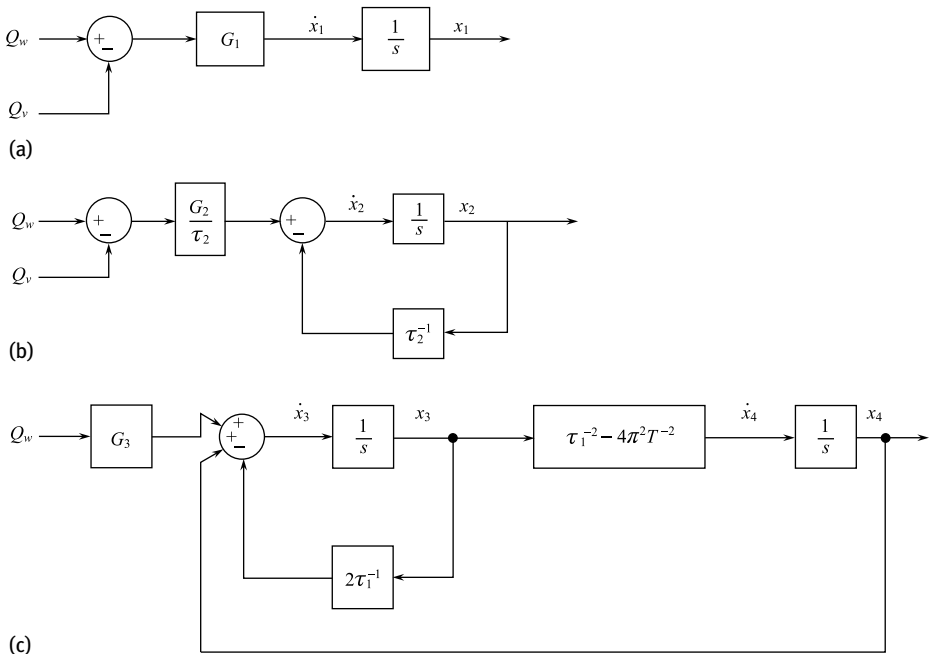 Q_w + − G_1 ẋ_1 1/s x_1
Q_v
(a)
Q_w + − G_2/τ_2 + − ẋ_2 1/s x_2
Q_v
τ_2^{-1}
(b)
Q_w G_3 + + − ẋ_3 1/s x_3 τ_1^{-2} − 4π^2T^{-2} ẋ_4 1/s x_4
2τ_1^{-1}
(c)